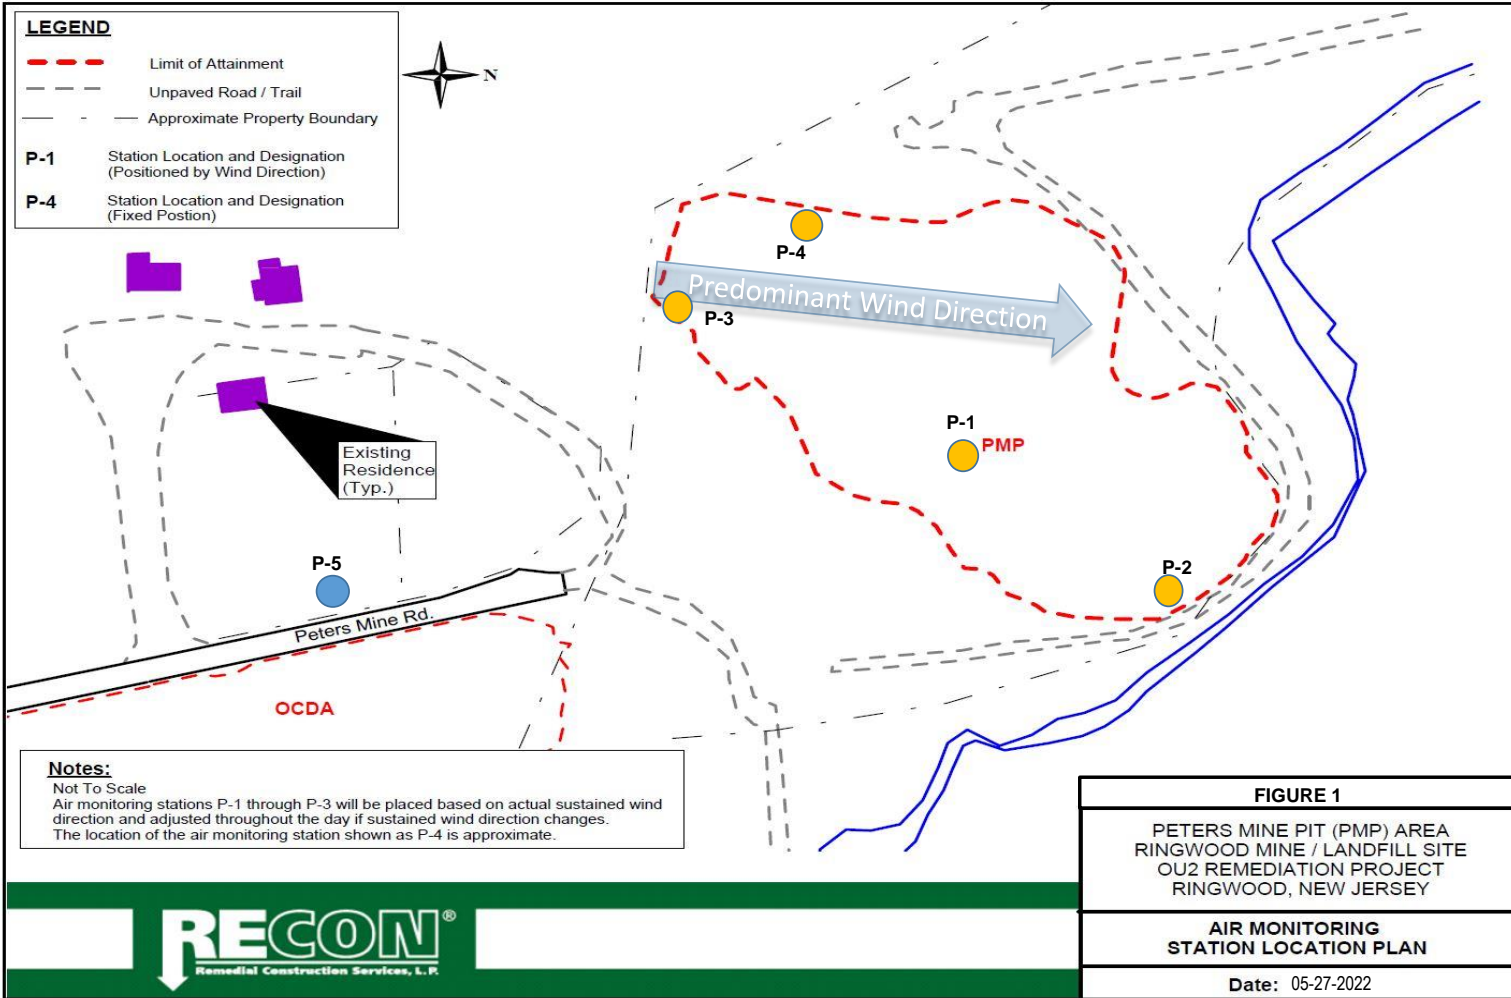 LEGEND
Limit of Attainment
Unpaved Road / Trail
Approximate Property Boundary
P-1 Station Location and Designation
(Positioned by Wind Direction)
P-4 Station Location and Designation
(Fixed Postion)
N
P-4
Predominant Wind Direction
P-3
P-1
PMP
Existing
Residence
(Typ.)
P-5
P-2
Peters Mine Rd.
OCDA
Notes:
Not To Scale
Air monitoring stations P-1 through P-3 will be placed based on actual sustained wind
direction and adjusted throughout the day if sustained wind direction changes.
The location of the air monitoring station shown as P-4 is approximate.
RECON®
Remedial Construction Services, L.P.
FIGURE 1
PETERS MINE PIT (PMP) AREA
RINGWOOD MINE / LANDFILL SITE
OU2 REMEDIATION PROJECT
RINGWOOD, NEW JERSEY
AIR MONITORING
STATION LOCATION PLAN
Date: 05-27-2022